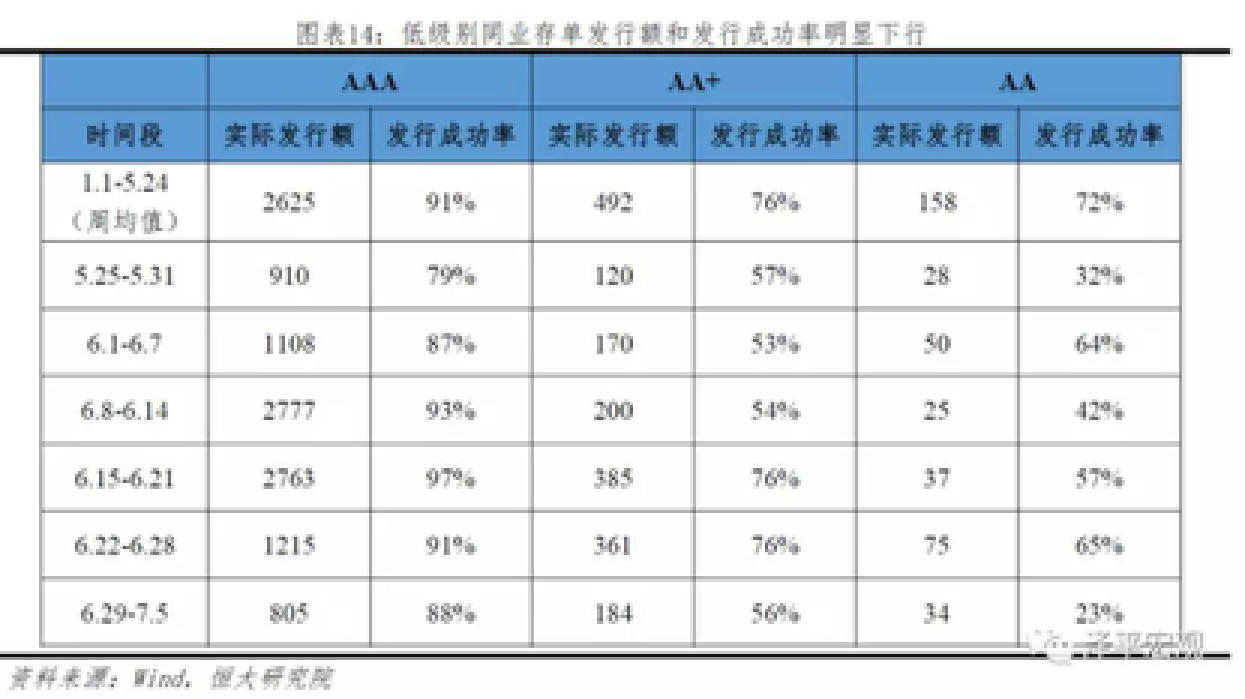 图表14：低级别同业存单发行额和发行成功率明显下行
AAA AA+ AA
时间段 实际发行额 发行成功率 实际发行额 发行成功率 实际发行额 发行成功率
1.1-5.24
（周均值） 2625 91% 492 76% 158 72%
5.25-5.31 910 79% 120 57% 28 32%
6.1-6.7 1108 87% 170 53% 50 64%
6.8-6.14 2777 93% 200 54% 25 42%
6.15-6.21 2763 97% 385 76% 37 57%
6.22-6.28 1215 91% 361 76% 75 65%
6.29-7.5 805 88% 184 56% 34 23%
泽平宏观
资料来源：Wind，恒大研究院